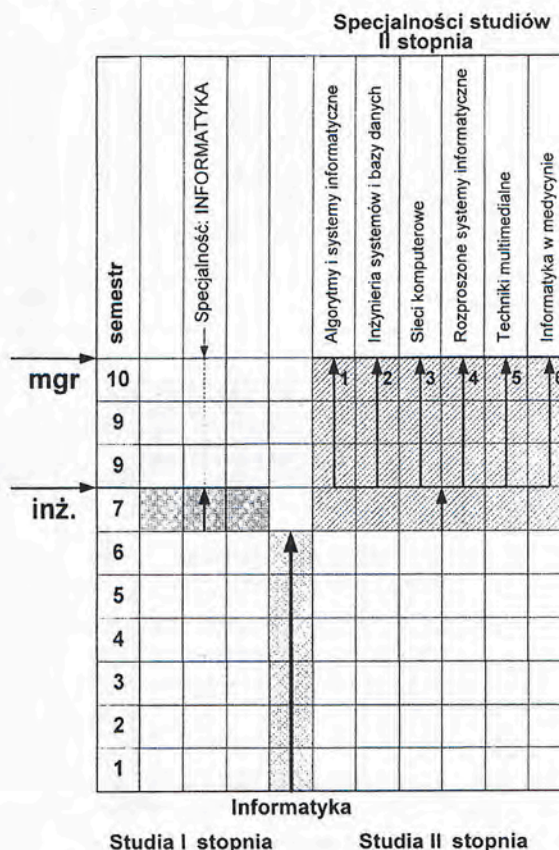 Specjalności studiów
II stopnia
semestr
Specjalność: INFORMATYKA
Algorytmy i systemy informatyczne
Inżynieria systemów i bazy danych
Sieci komputerowe
Rozproszone systemy informatyczne
Techniki multimedialne
Informatyka w medycynie
mgr
10
1
2
3
4
5
9
9
inż.
7
6
5
4
3
2
1
Informatyka
Studia I stopnia
Studia II stopnia